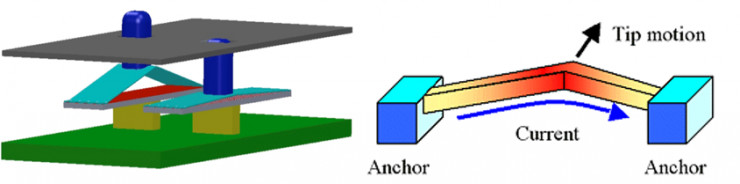 Tip motion
Current
Anchor
Anchor